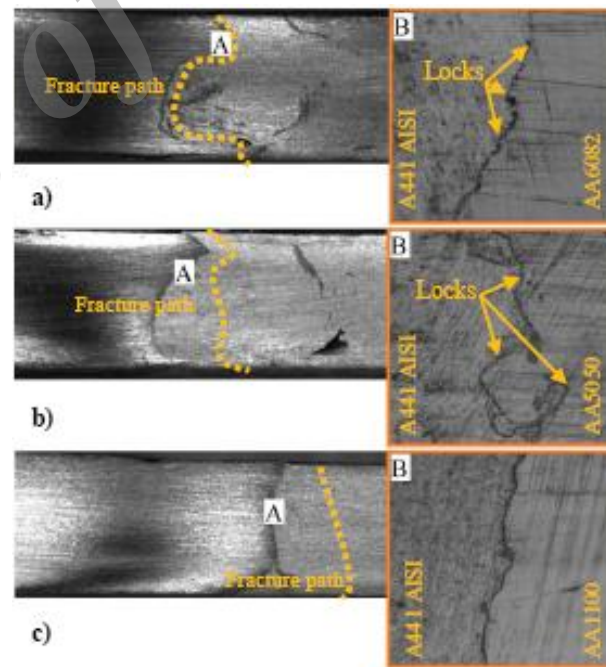 A
Fracture path
a)
B
Locks
A441 AISI
AA6082
A
Fracture path
b)
B
Locks
A441 AISI
AA5050
A
Fracture path
c)
B
A441 AISI
AA1100